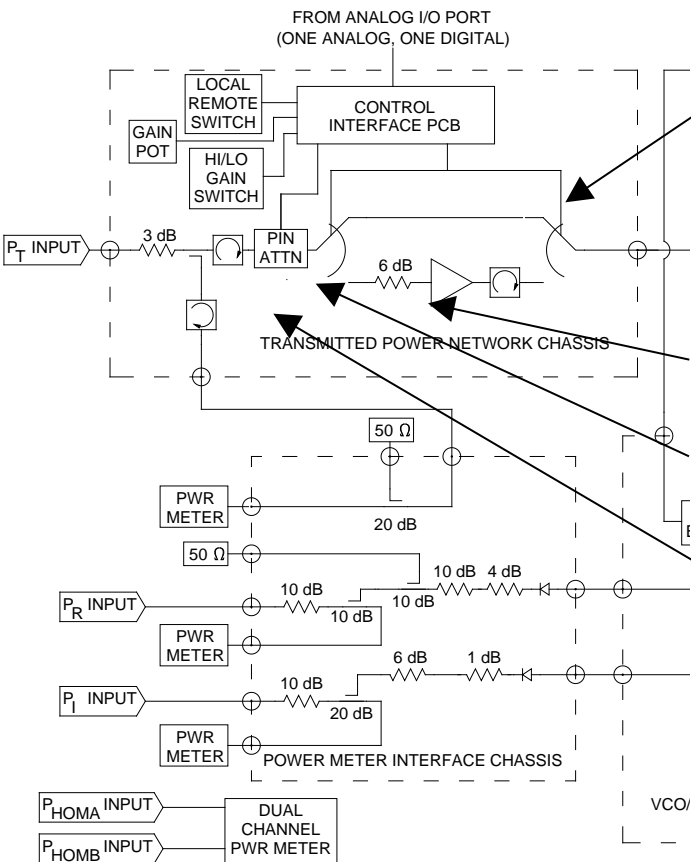 FROM ANALOG I/O PORT
(ONE ANALOG, ONE DIGITAL)
LOCAL
REMOTE
SWITCH
CONTROL
INTERFACE PCB
GAIN
POT
HI/LO
GAIN
SWITCH
PT INPUT
3 dB
PIN
ATTN
6 dB
TRANSMITTED POWER NETWORK CHASSIS
50 Ω
PWR
METER
20 dB
50 Ω
10 dB
10 dB 4 dB
PR INPUT
10 dB
10 dB
PWR
METER
6 dB
1 dB
10 dB
PI INPUT
20 dB
PWR
METER
POWER METER INTERFACE CHASSIS
PHOMA INPUT
DUAL
CHANNEL
PWR METER
PHOMB INPUT
VCO/